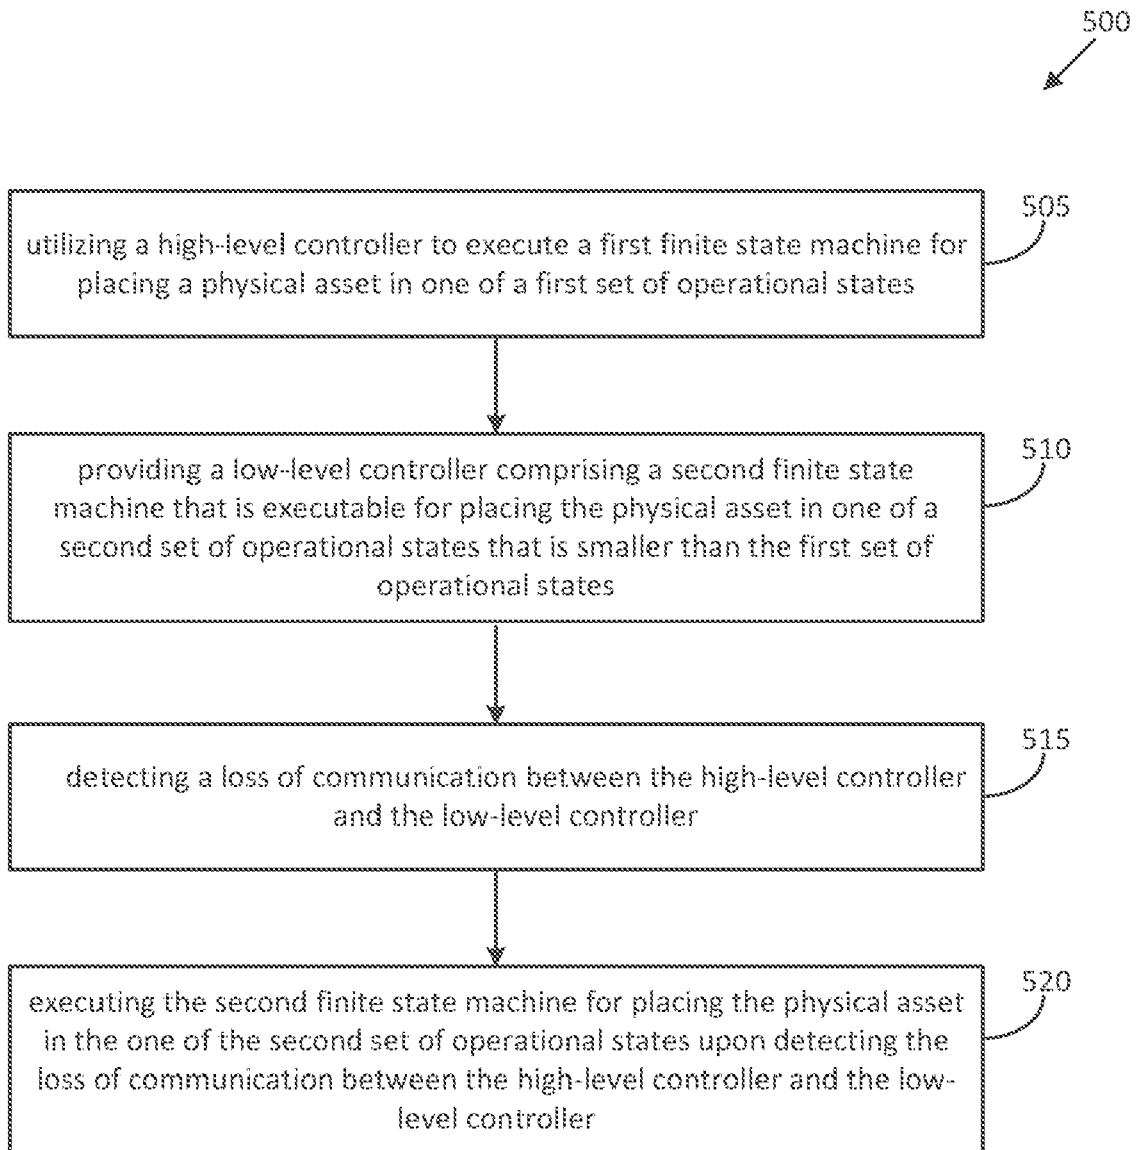 500
505
utilizing a high-level controller to execute a first finite state machine for
placing a physical asset in one of a first set of operational states
510
providing a low-level controller comprising a second finite state
machine that is executable for placing the physical asset in one of a
second set of operational states that is smaller than the first set of
operational states
515
detecting a loss of communication between the high-level controller
and the low-level controller
520
executing the second finite state machine for placing the physical asset
in the one of the second set of operational states upon detecting the
loss of communication between the high-level controller and the low-
level controller